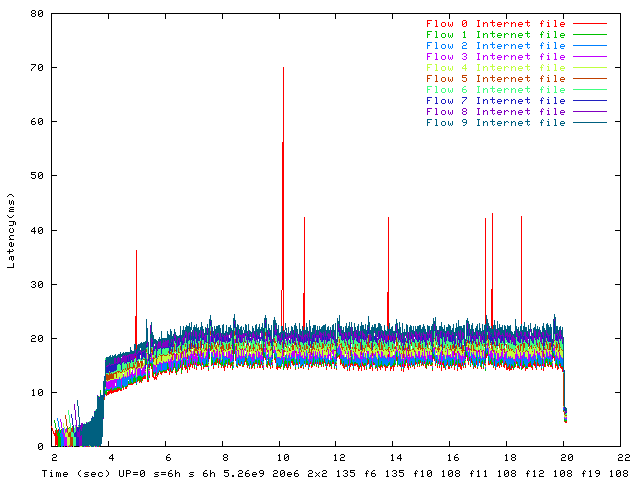 80
70
60
50
40
30
20
10
0
Latency(ms)
Flow 0 Internet file
Flow 1 Internet file
Flow 2 Internet file
Flow 3 Internet file
Flow 4 Internet file
Flow 5 Internet file
Flow 6 Internet file
Flow 7 Internet file
Flow 8 Internet file
Flow 9 Internet file
2 4 6 8 10 12 14 16 18 20 22
Time (sec) UP=0 s=6h s 6h 5.26e9 20e6 2x2 135 f6 135 f10 108 f11 108 f12 108 f19 108